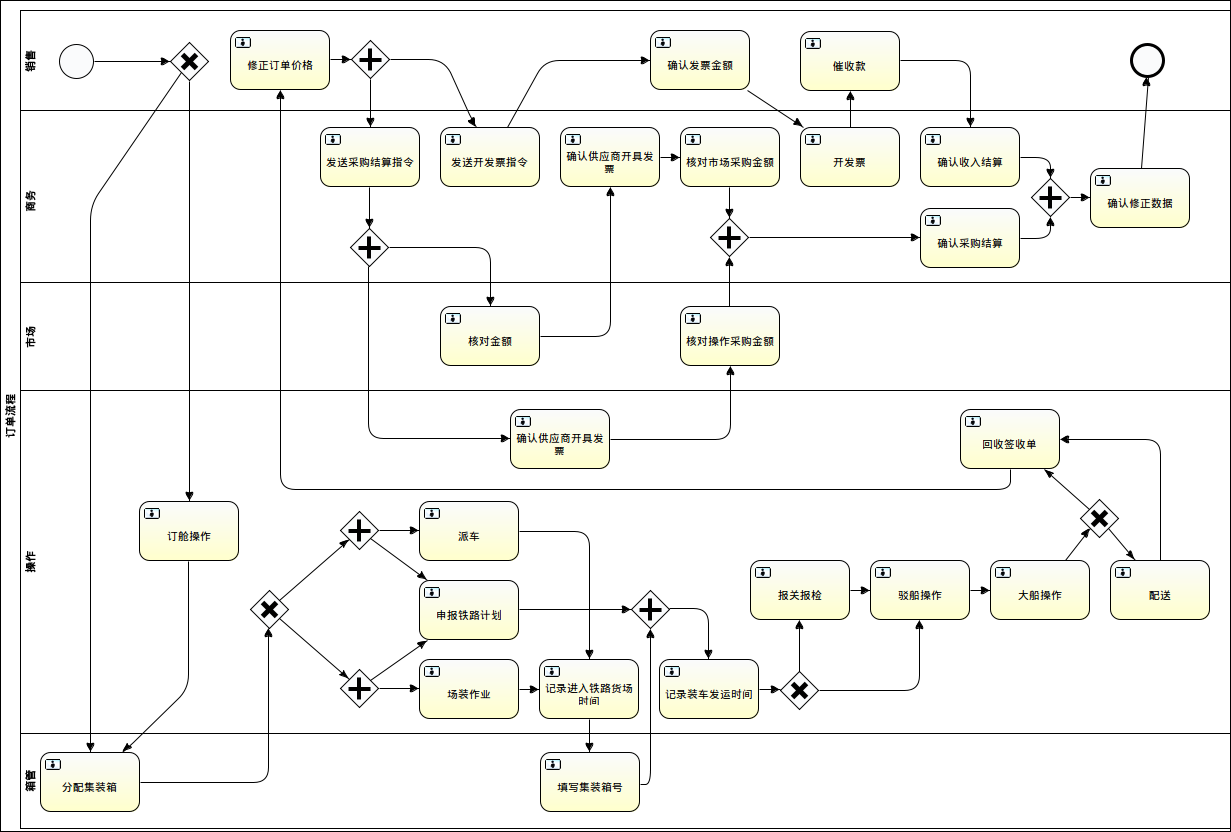 订单流程
销售
修正订单价格
确认发票金额
催收款
商务
发送采购结算指令
发送开发票指令
确认供应商开具发
票
核对市场采购金额
开发票
确认收入结算
确认修正数据
确认采购结算
市场
核对金额
核对操作采购金额
操作
确认供应商开具发
票
回收签收单
订舱操作
派车
申报铁路计划
报关报检
驳船操作
大船操作
配送
场装作业
记录进入铁路货场
时间
记录装车发运时间
箱管
分配集装箱
填写集装箱号